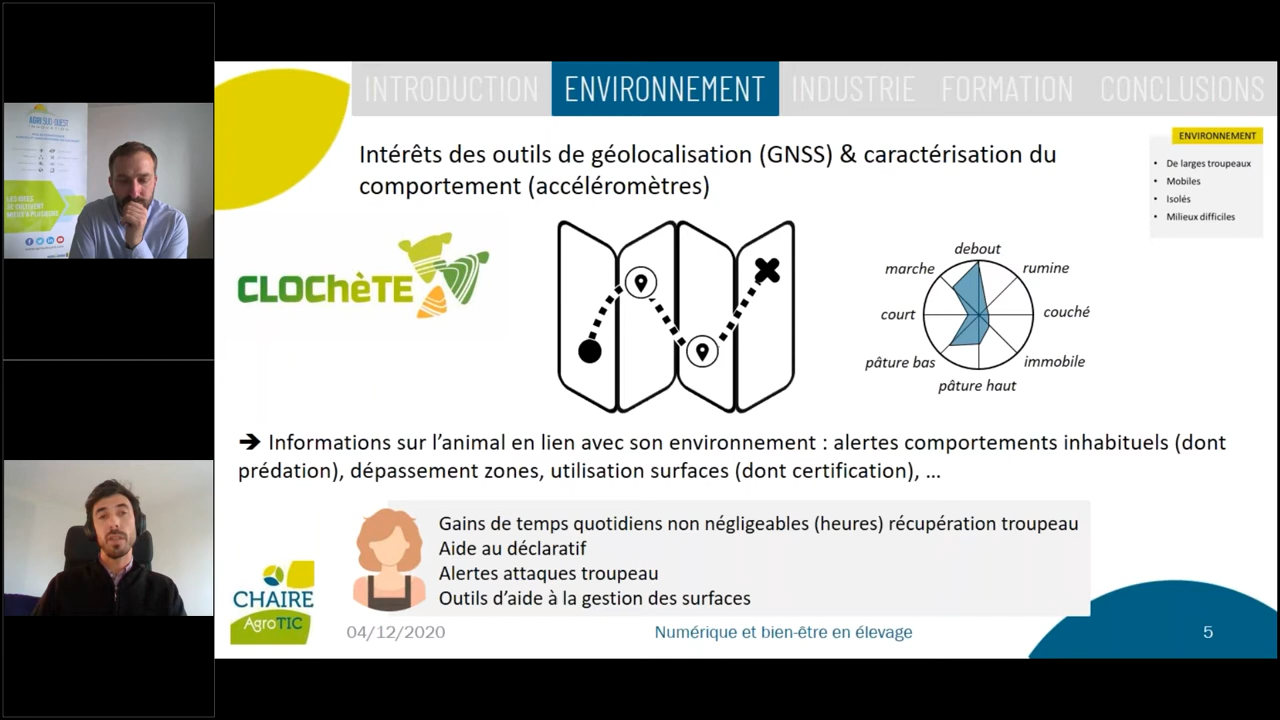 AGRI SUD-OUEST
INNOVATION
INTRODUCTION
ENVIRONNEMENT
INDUSTRIE
FORMATION
CONCLUSIONS
Intérêts des outils de géolocalisation (GNSS) & caractérisation du
comportement (accéléromètres)
ENVIRONNEMENT
• De larges troupeaux
• Mobiles
• Isolés
• Milieux difficiles
CLOChèTE
debout
marche
rumine
court
couché
pâture bas
immobile
pâture haut
➔ Informations sur l’animal en lien avec son environnement : alertes comportements inhabituels (dont
prédation), dépassement zones, utilisation surfaces (dont certification), …
Gains de temps quotidiens non négligeables (heures) récupération troupeau
Aide au déclaratif
Alertes attaques troupeau
Outils d’aide à la gestion des surfaces
CHAIRE
AgroTIC
04/12/2020
Numérique et bien-être en élevage
5